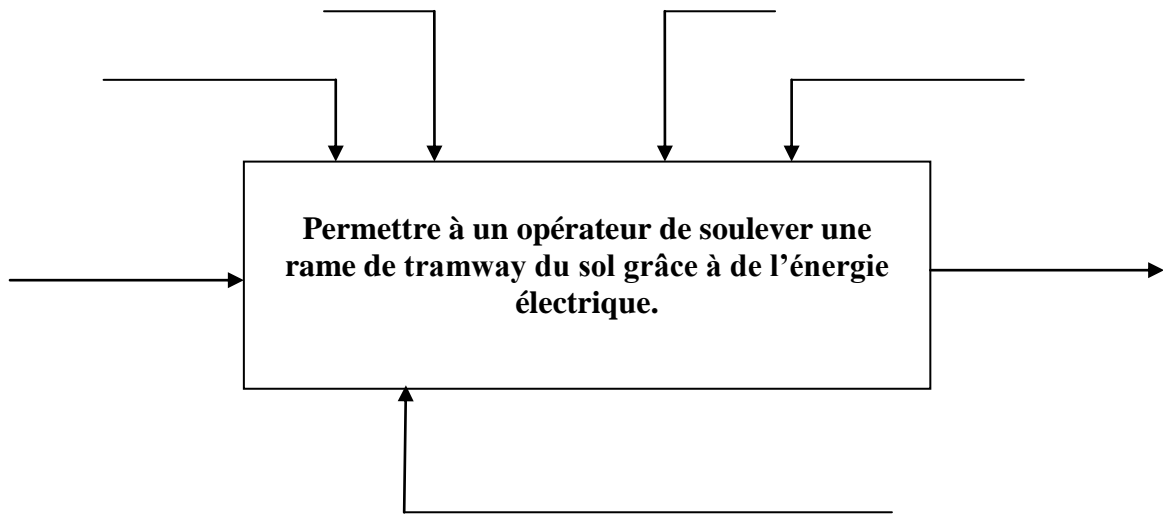 Permettre à un opérateur de soulever une
rame de tramway du sol grâce à de l’énergie
électrique.